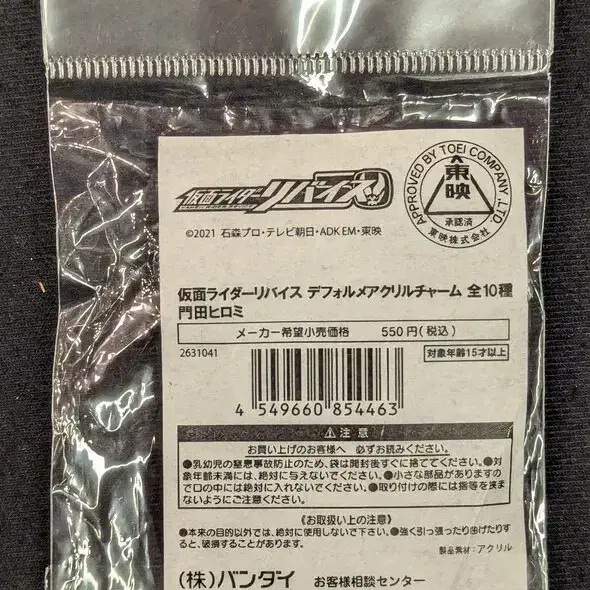 仮面ライダーリバイス
APPROVED BY TOEI COMPANY, LTD.
東映
承認済
東映株式会社
©2021 石森プロ・テレビ朝日・ADK EM・東映
仮面ライダーリバイス デフォルメアクリルチャーム 全10種
門田ヒロミ
メーカー希望小売価格 550円(税込)
2631041
対象年齢15才以上
4 549660 854463
⚠注意
お買い上げのお客様へ 必ずお読みください。
●乳幼児の窒息事故防止のため、袋は開封後すぐに捨ててください。●対
象年齢未満には、絶対に与えないでください。●小さな部品がありますの
で口の中には絶対に入れないでください。●取り付けの際には指等を挟ま
ないようにご注意ください。
《お取扱い上の注意》
●本来の目的以外では、絶対に使用しないで下さい。●強く引っ張ったり曲げたりす
ると、破損することがあります。
製品素材:アクリル
(株)バンダイ お客様相談センター